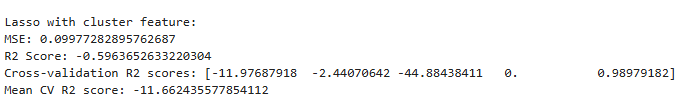 Lasso with cluster feature:
MSE: 0.09977282895762687
R2 Score: -0.5963652633220304
Cross-validation R2 scores: [-11.97687918  -2.44070642 -44.88438411   0.           0.98979182]
Mean CV R2 score: -11.662435577854112